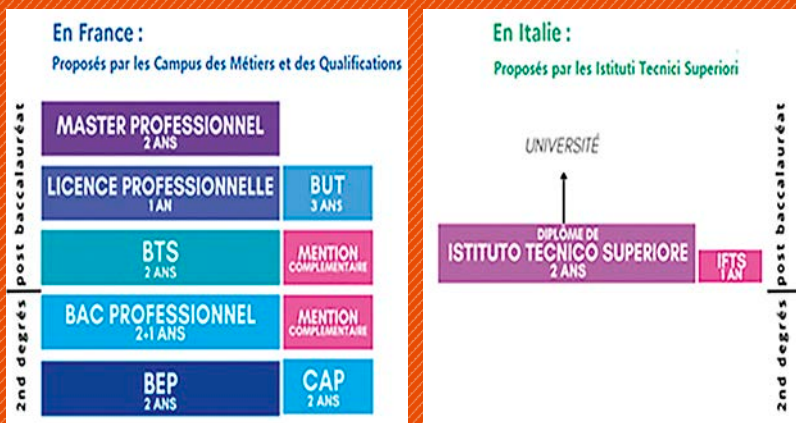 En France :
Proposés par les Campus des Métiers et des Qualifications
post baccalauréat
2nd degrés
MASTER PROFESSIONNEL
2 ANS
LICENCE PROFESSIONNELLE
1 AN
BUT
3 ANS
BTS
2 ANS
MENTION
COMPLEMENTAIRE
BAC PROFESSIONNEL
2+1 ANS
MENTION
COMPLEMENTAIRE
BEP
2 ANS
CAP
2 ANS
En Italie :
Proposés par les Istituti Tecnici Superiori
UNIVERSITÉ
DIPLÔME DE
ISTITUTO TECNICO SUPERIORE
2 ANS
IFTS
1 AN
post baccalauréat
2nd degrés